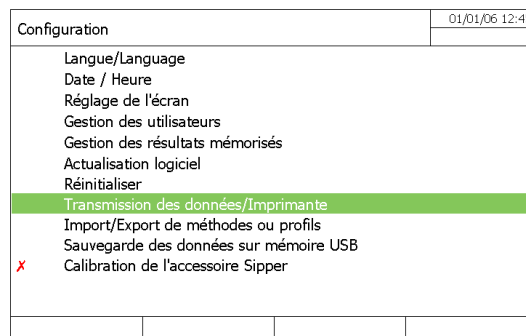 Configuration
01/01/06 12:4
Langue/Language
Date / Heure
Réglage de l'écran
Gestion des utilisateurs
Gestion des résultats mémorisés
Actualisation logiciel
Réinitialiser
Transmission des données/Imprimante
Import/Export de méthodes ou profils
Sauvegarde des données sur mémoire USB
✗ Calibration de l'accessoire Sipper